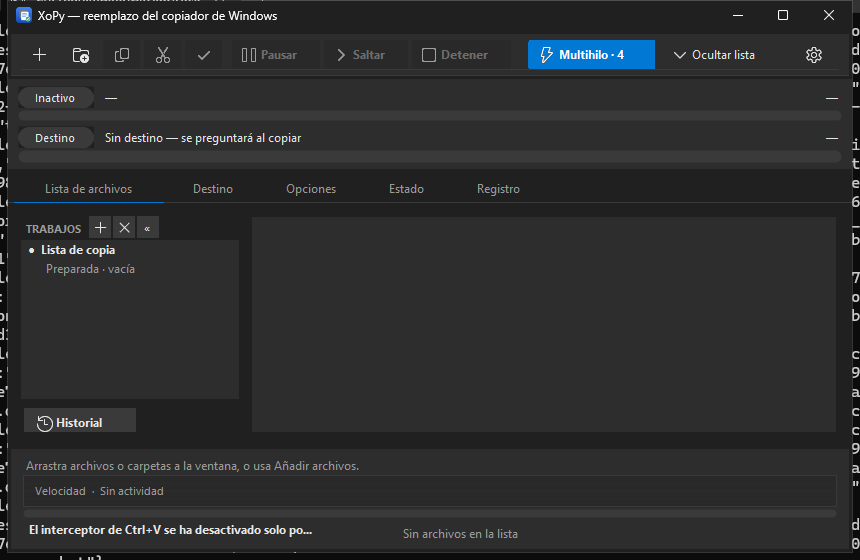 XoPy — reemplazo del copiador de Windows
Pausar
Saltar
Detener
Multihilo · 4
Ocultar lista
Inactivo —
—
Destino Sin destino — se preguntará al copiar
—
Lista de archivos Destino Opciones Estado Registro
TRABAJOS + × «
• Lista de copia
Preparada · vacía
Historial
Arrastra archivos o carpetas a la ventana, o usa Añadir archivos.
Velocidad · Sin actividad
El interceptor de Ctrl+V se ha desactivado solo po...
Sin archivos en la lista